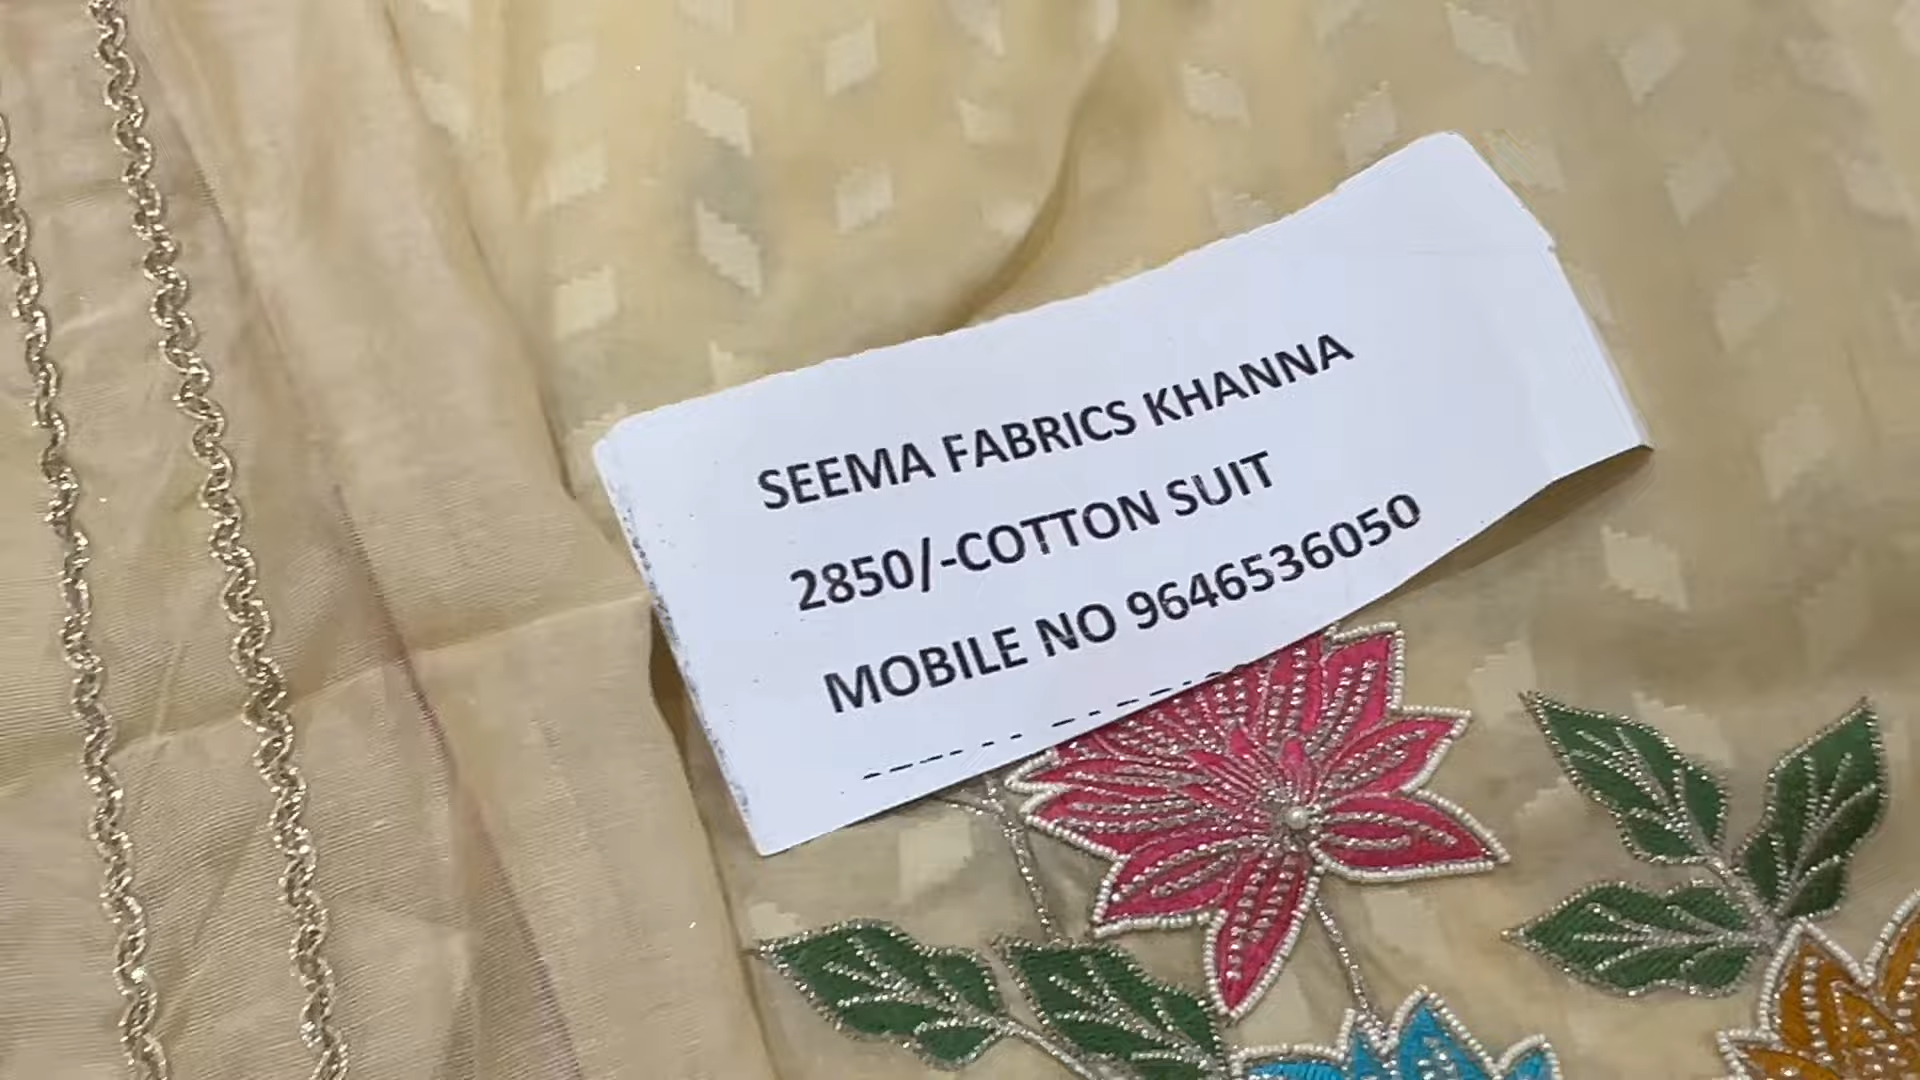 SEEMA FABRICS KHANNA
2850/-COTTON SUIT
MOBILE NO 9646536050